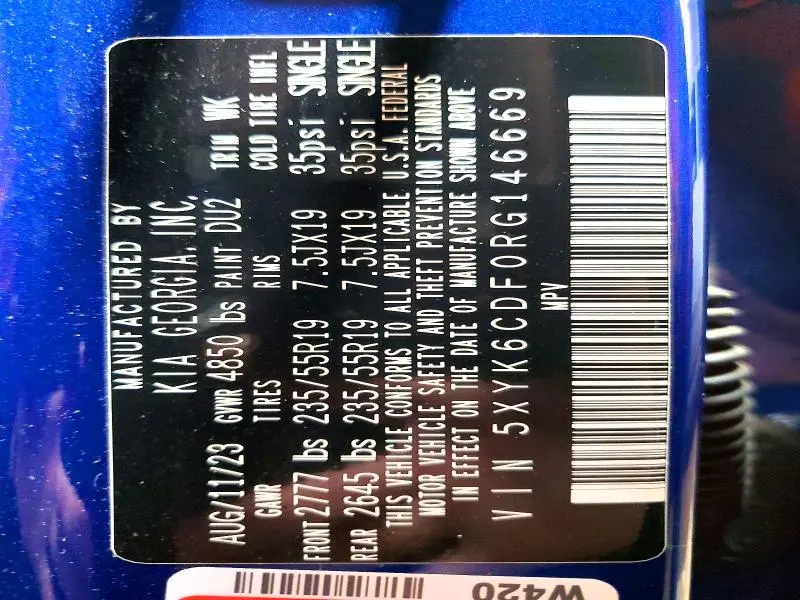 MANUFACTURED BY
KIA GEORGIA, INC.
AUG/11/23 GVWR 4850 lbs PAINT DU2 TRIM WK
GAWR TIRES RIMS COLD TIRE INFL
FRONT 2777 lbs 235/55R19 7.5JX19 35psi SINGLE
REAR 2645 lbs 235/55R19 7.5JX19 35psi SINGLE
THIS VEHICLE CONFORMS TO ALL APPLICABLE U.S.A. FEDERAL
MOTOR VEHICLE SAFETY AND THEFT PREVENTION STANDARDS
IN EFFECT ON THE DATE OF MANUFACTURE SHOWN ABOVE
VIN 5XYK6CDF0RG146669
MPV
W420